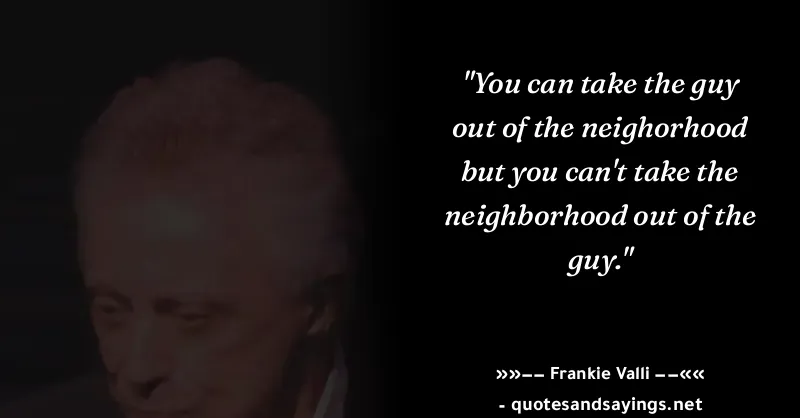 "You can take the guy
out of the neighorhood
but you can't take the
neighborhood out of the
guy."
»»−− Frankie Valli −−««
- quotesandsayings.net